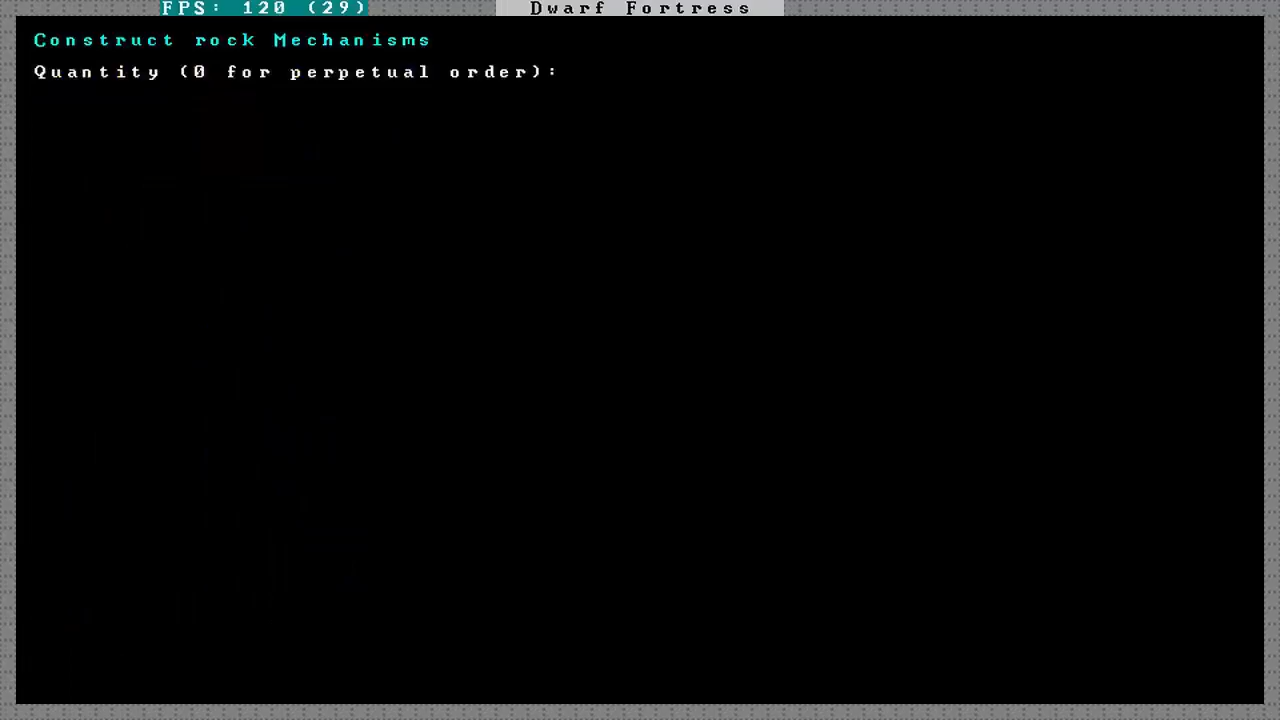 FPS: 120 (29) Dwarf Fortress
Construct rock Mechanisms
Quantity (0 for perpetual order):